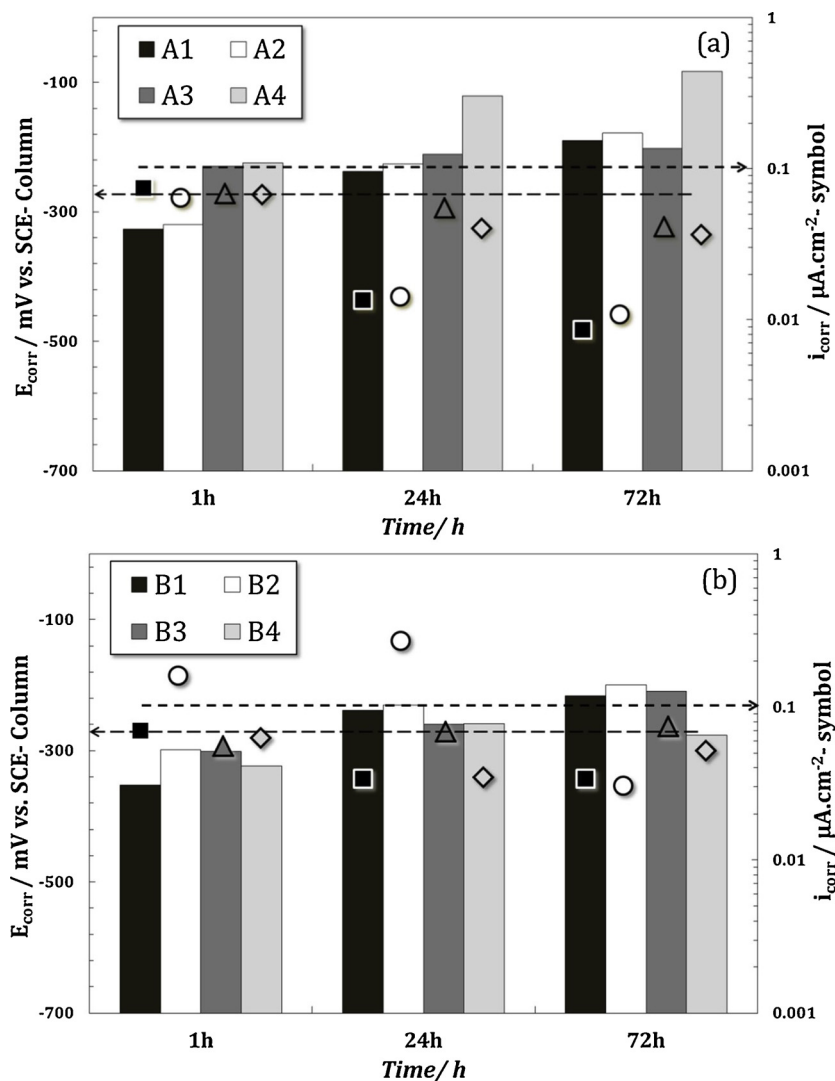 (a)
A1 A2
A3 A4
E_corr / mV vs. SCE- Column
-100
-300
-500
-700
1
0.1
0.01
0.001
i_corr / µA.cm⁻²- symbol
1h 24h 72h
Time/ h
(b)
B1 B2
B3 B4
E_corr / mV vs. SCE- Column
-100
-300
-500
-700
1
0.1
0.01
0.001
i_corr / µA.cm⁻²- symbol
1h 24h 72h
Time/ h